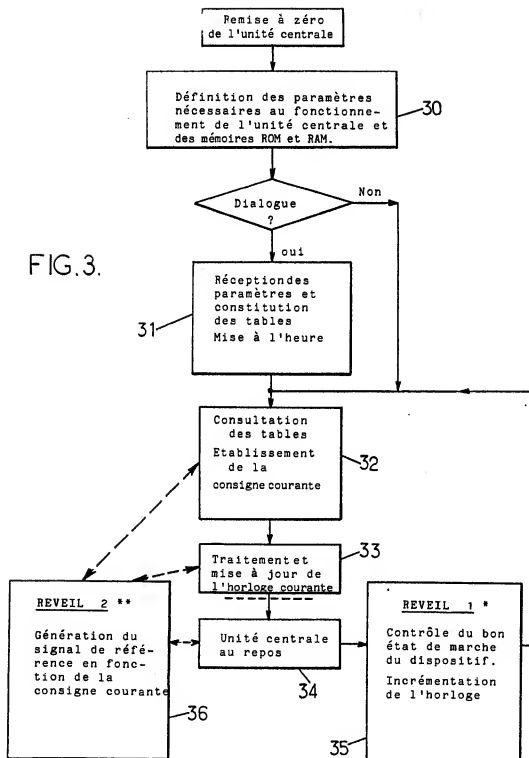 Remise à zéro
de l'unité centrale
Définition des paramètres
nécessaires au fonctionne-
ment de l'unité centrale et
des mémoires ROM et RAM.
30
Dialogue
?
Non
oui
FIG.3.
Réceptiondes
paramètres et
constitution
des tables
Mise à l'heure
31
Consultation
des tables
Etablissement
de la
consigne courante
32
Traitement et
mise à jour de
l'horloge courante
33
REVEIL 2 **
Génération du
signal de réfé-
rence en fonc-
tion de la
consigne courante
36
Unité centrale
au repos
34
REVEIL 1 *
Contrôle du bon
état de marche
du dispositif.
Incrémentation
de l'horloge
35